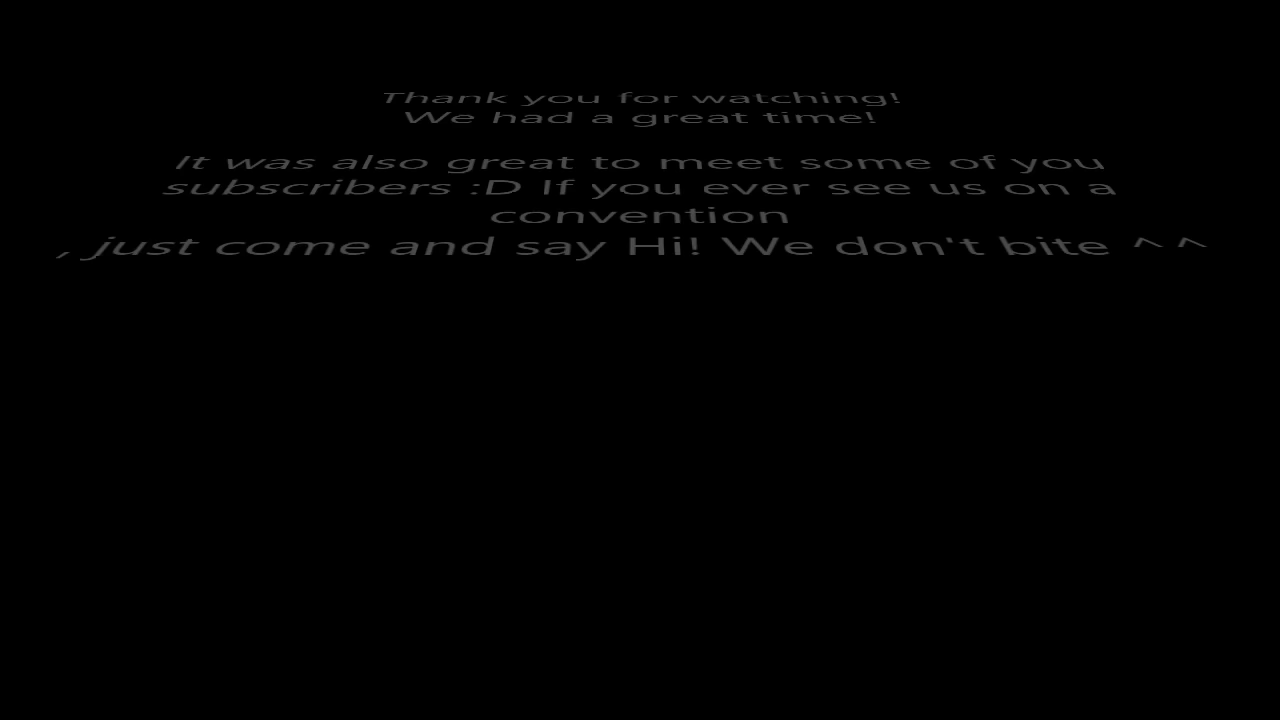 Thank you for watching!
We had a great time!
It was also great to meet some of you
subscribers :D If you ever see us on a
convention
, just come and say Hi! We don't bite ^^